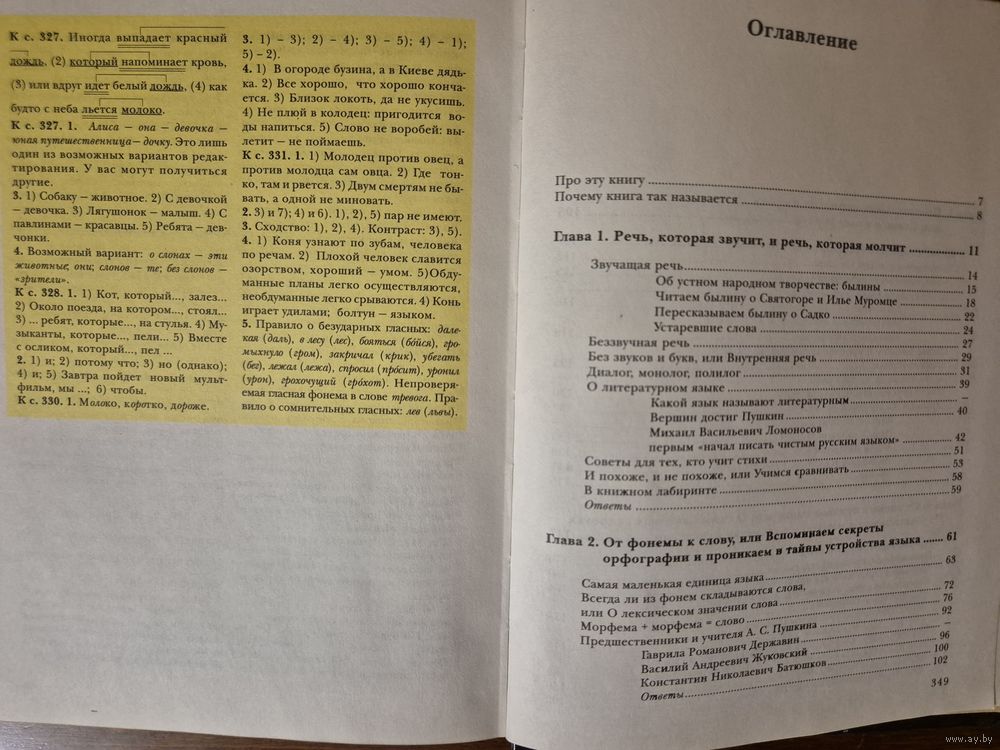 К с. 327. Иногда выпадает красный
дождь, (2) который напоминает кровь,
(3) или вдруг идет белый дождь, (4) как
будто с неба льется молоко.
К с. 327. 1. Алиса – она – девочка –
юная путешественница – дочку. Это лишь
один из возможных вариантов редак-
тирования. У вас могут получиться
другие.
3. 1) Собаку – животное. 2) С девочкой
– девочка. 3) Лягушонок – малыш. 4) С
павлинами – красавцы. 5) Ребята – дев-
чонки.
4. Возможный вариант: о слонах – эти
животные; они; слонов – те; без слонов –
«зрители».
К с. 328. 1. 1) Кот, который..., залез...
2) Около поезда, на котором..., стоял...
3) ... ребят, которые..., на стулья. 4) Му-
зыканты, которые..., пели... 5) Вместе
с осликом, который..., пел ...
2. 1) и; 2) потому что; 3) но (однако);
4) и; 5) Завтра пойдет новый мульт-
фильм, мы ...; 6) чтобы.
К с. 330. 1. Молоко, коротко, дороже.
3. 1) – 3); 2) – 4); 3) – 5); 4) – 1);
5) – 2).
4. 1) В огороде бузина, а в Киеве дядь-
ка. 2) Все хорошо, что хорошо конча-
ется. 3) Близок локоть, да не укусишь.
4) Не плюй в колодец: пригодится во-
ды напиться. 5) Слово не воробей: вы-
летит – не поймаешь.
К с. 331. 1. 1) Молодец против овец, а
против молодца сам овца. 2) Где тон-
ко, там и рвется. 3) Двум смертям не бы-
вать, а одной не миновать.
2. 3) и 7); 4) и 6). 1), 2), 5) пар не имеют.
3. Сходство: 1), 2), 4). Контраст: 3), 5).
4. 1) Коня узнают по зубам, человека
по речам. 2) Плохой человек славится
озорством, хороший – умом. 5)Обду-
манные планы легко осуществляются,
необдуманные легко срываются. 4) Конь
играет удилами; болтун – языком.
5. Правило о безударных гласных: дале-
кая (даль), в лесу (лес), бояться (бойся), гро-
мыхнуло (гром), закричал (крик), убегать
(бег), лежал (лежа), спросил (просит), уронил
(урон), грохочущий (грохот). Непроверя-
емая гласная фонема в слове тревога. Пра-
вило о сомнительных гласных: лев (львы).
Оглавление
Про эту книгу 7
Почему книга так называется 8
Глава 1. Речь, которая звучит, и речь, которая молчит 11
Звучащая речь 14
Об устном народном творчестве: былины 15
Читаем былину о Святогоре и Илье Муромце 18
Пересказываем былину о Садко 22
Устаревшие слова 24
Беззвучная речь 27
Без звуков и букв, или Внутренняя речь 29
Диалог, монолог, полилог 31
О литературном языке 39
Какой язык называют литературным –
Вершин достиг Пушкин 40
Михаил Васильевич Ломоносов
первым «начал писать чистым русским языком» 42
Советы для тех, кто учит стихи 51
И похоже, и не похоже, или Учимся сравнивать 53
В книжном лабиринте 58
Ответы 59
Глава 2. От фонемы к слову, или Вспоминаем секреты
орфографии и проникаем в тайны устройства языка 61
Самая маленькая единица языка 63
Всегда ли из фонем складываются слова,
или О лексическом значении слова 72
Морфема + морфема = слово 76
Предшественники и учителя А. С. Пушкина 92
Гаврила Романович Державин –
Василий Андреевич Жуковский 96
Константин Николаевич Батюшков 100
Ответы 102
349
www.ay.by